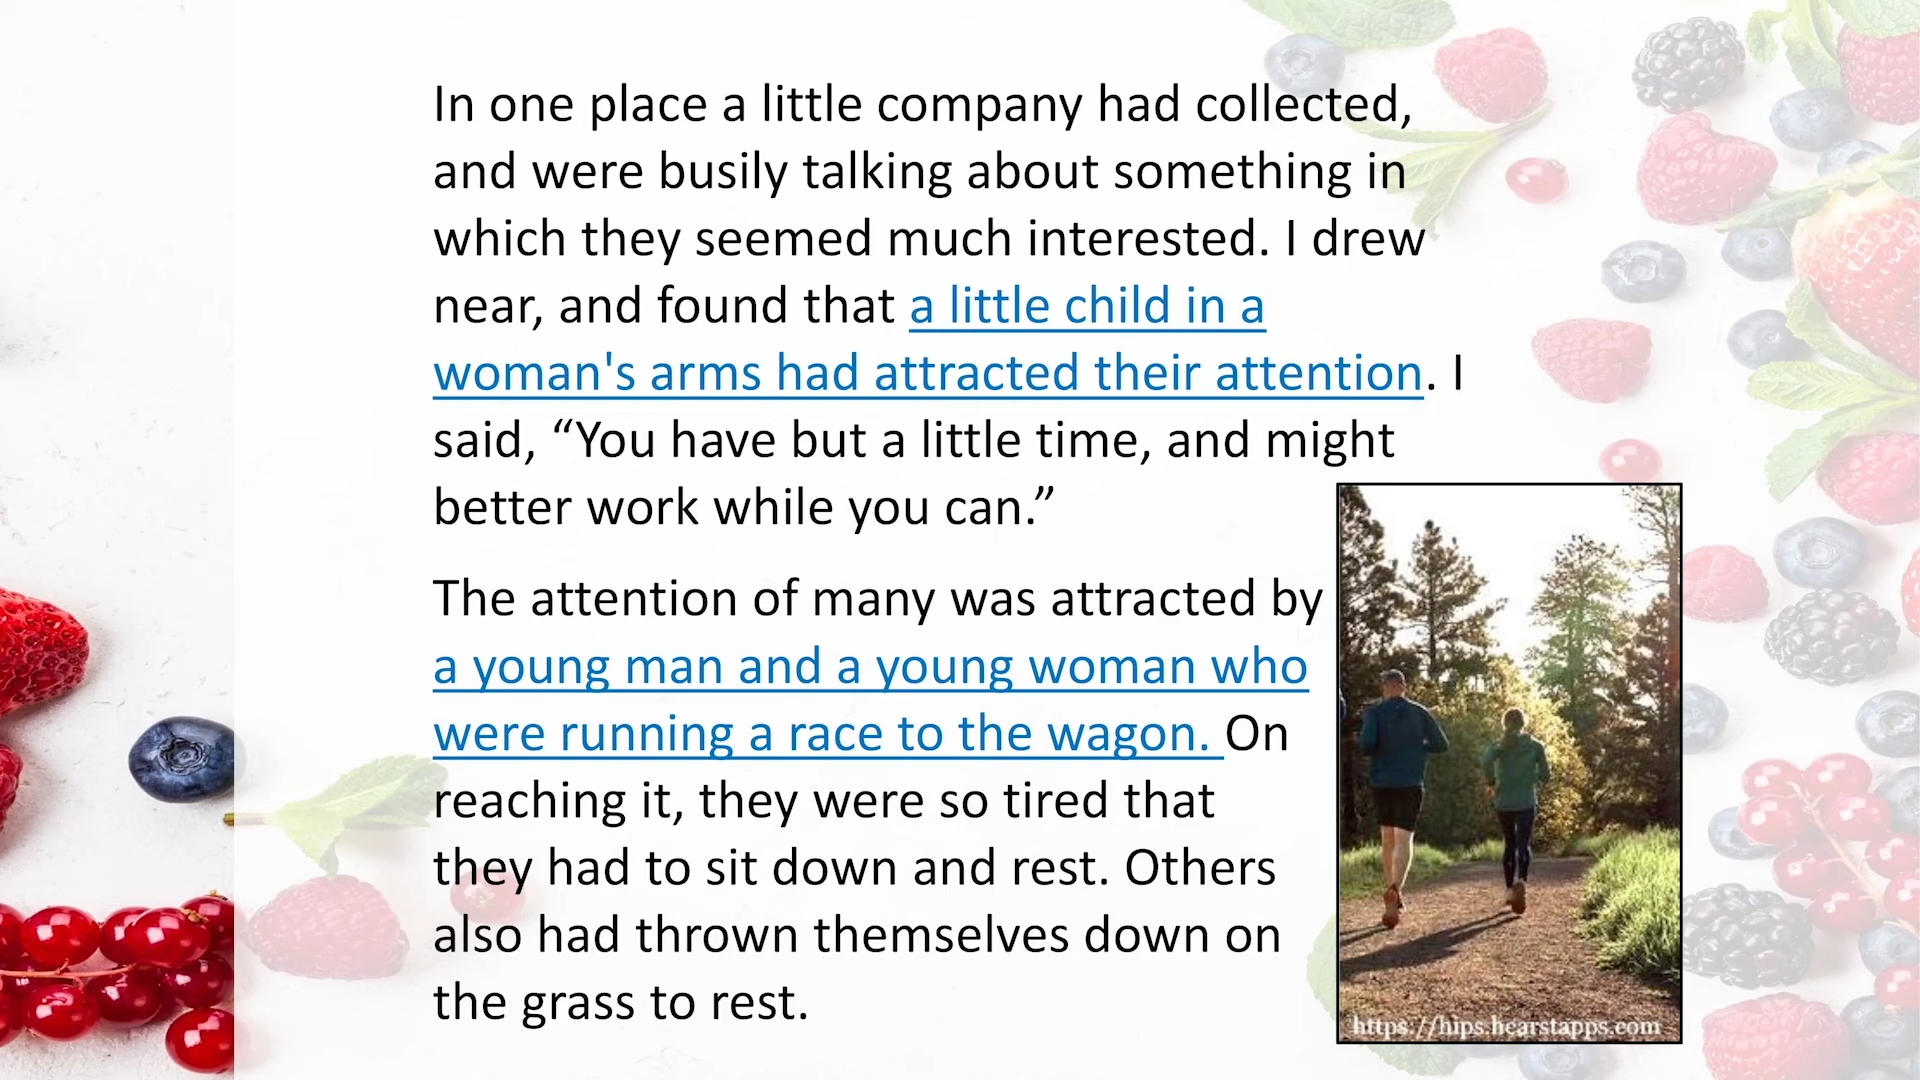 In one place a little company had collected,
and were busily talking about something in
which they seemed much interested. I drew
near, and found that a little child in a
woman's arms had attracted their attention. I
said, “You have but a little time, and might
better work while you can.”
The attention of many was attracted by
a young man and a young woman who
were running a race to the wagon. On
reaching it, they were so tired that
they had to sit down and rest. Others
also had thrown themselves down on
the grass to rest.
https://hips.hearstapps.com